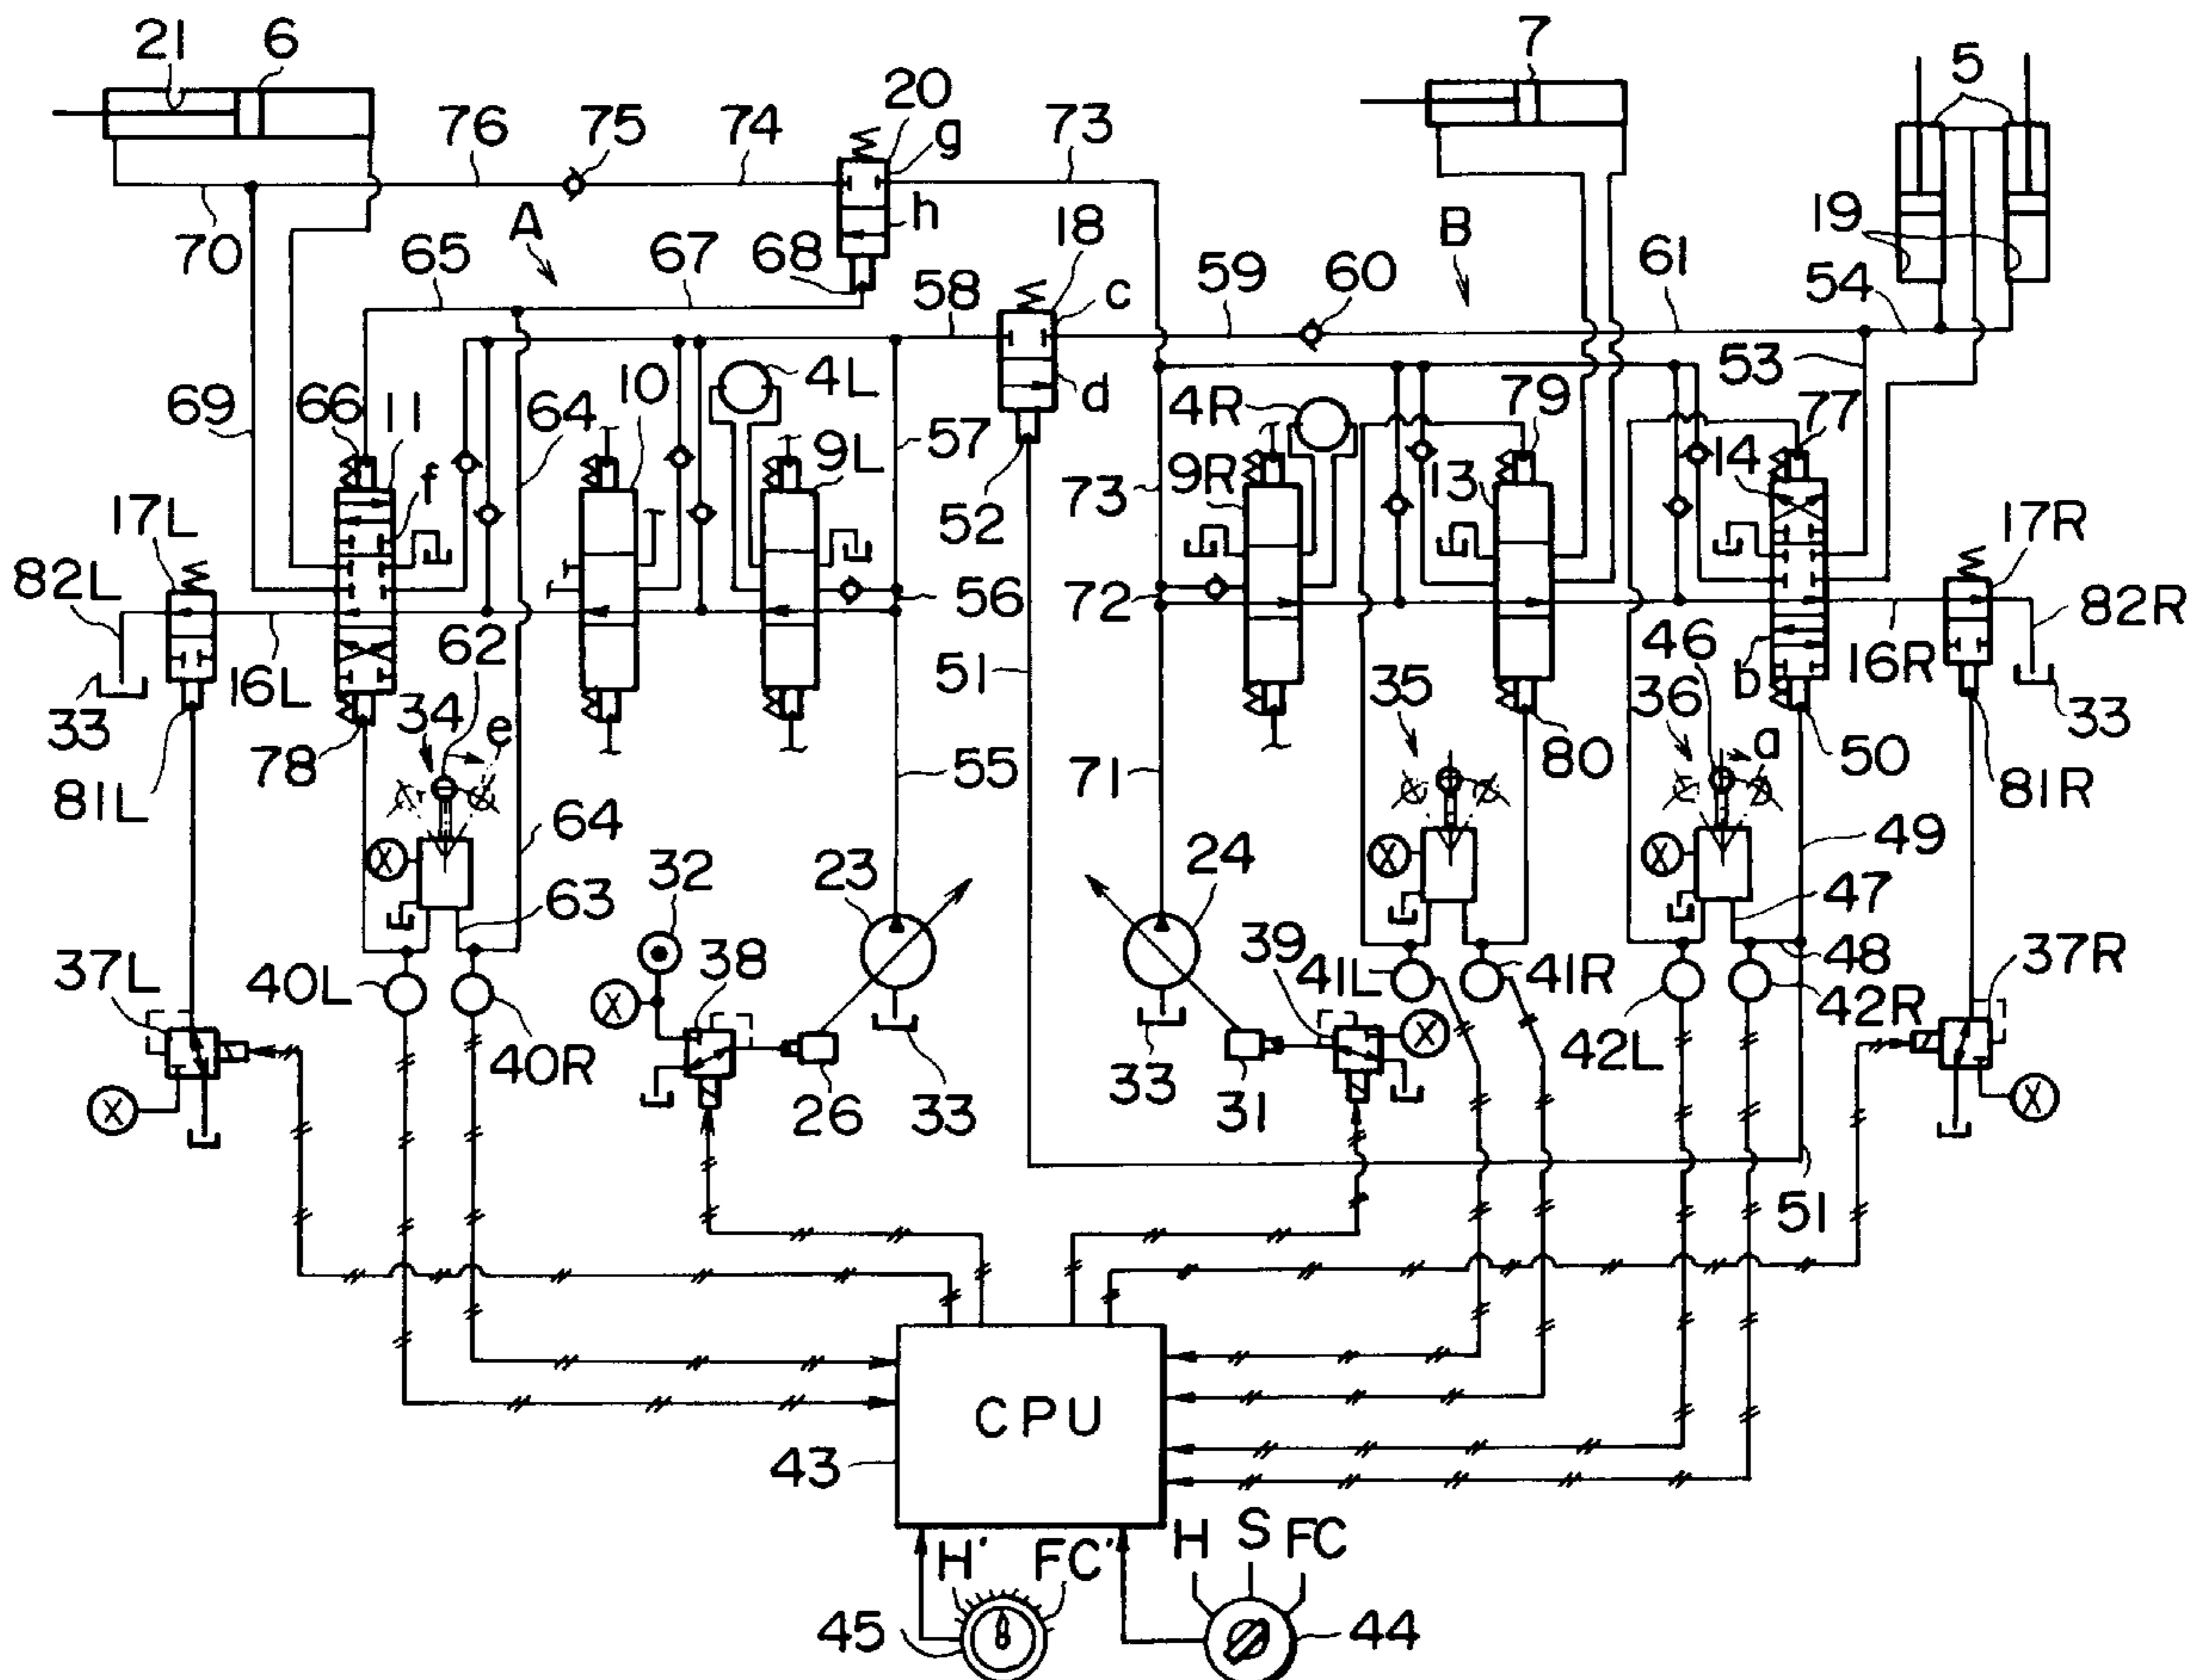 21 6 7 5
20
76 75 74 g 73
h
A B 19
70 65 67 68 18 61
58 c 59 60 54
53
66 11 64 10 4L d 4R 79 77
69
f 9L 57 9R 13 14
17L 52 73 17R
82L
62 56 72 46 82R
16L 51 35 b 16R
33 34 e 36 a 33
78 55 71 80 50
81L 81R
64 49
32 23 24
63 47
37L 38 39 41L 41R 48 37R
40L 42R
40R 42L
26 33 33 31
X X X X X X X
51
CPU
43
H' FC' H S FC
45 44